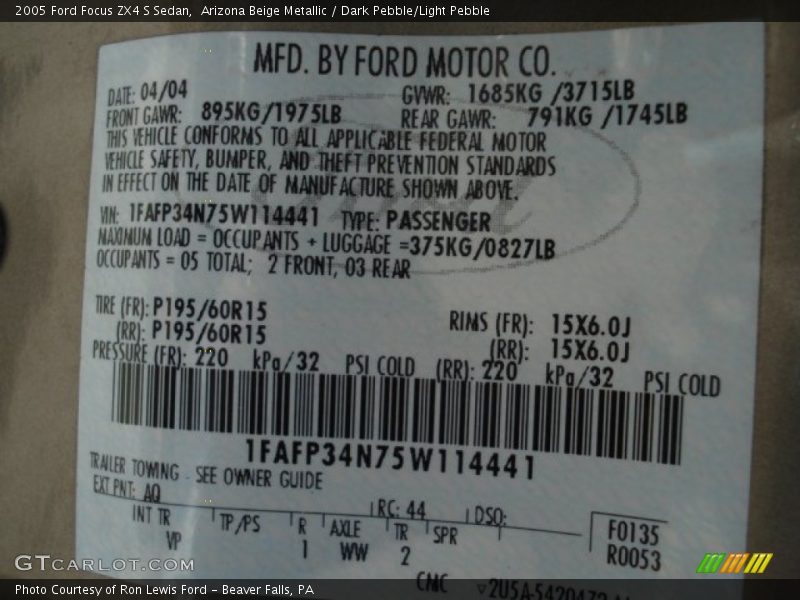 2005 Ford Focus ZX4 S Sedan,  Arizona Beige Metallic / Dark Pebble/Light Pebble
MFD. BY FORD MOTOR CO.
DATE: 04/04 GVWR: 1685KG /3715LB
FRONT GAWR: 895KG/1975LB REAR GAWR: 791KG /1745LB
THIS VEHICLE CONFORMS TO ALL APPLICABLE FEDERAL MOTOR
VEHICLE SAFETY, BUMPER, AND THEFT PREVENTION STANDARDS
IN EFFECT ON THE DATE OF MANUFACTURE SHOWN ABOVE.
VIN: 1FAFP34N75W114441 TYPE: PASSENGER
MAXIMUM LOAD = OCCUPANTS + LUGGAGE =375KG/0827LB
OCCUPANTS = 05 TOTAL; 2 FRONT, 03 REAR
TIRE (FR): P195/60R15 RIMS (FR): 15X6.0J
(RR): P195/60R15 (RR): 15X6.0J
PRESSURE (FR): 220 kPa/32 PSI COLD (RR): 220 kPa/32 PSI COLD
1FAFP34N75W114441
TRAILER TOWING - SEE OWNER GUIDE
EXT PNT: AQ RC: 44 DSO:
INT TR TP/PS R AXLE TR SPR F0135
VP 1 WW 2 R0053
CMC
GTCARLOT.COM
Photo Courtesy of Ron Lewis Ford - Beaver Falls, PA